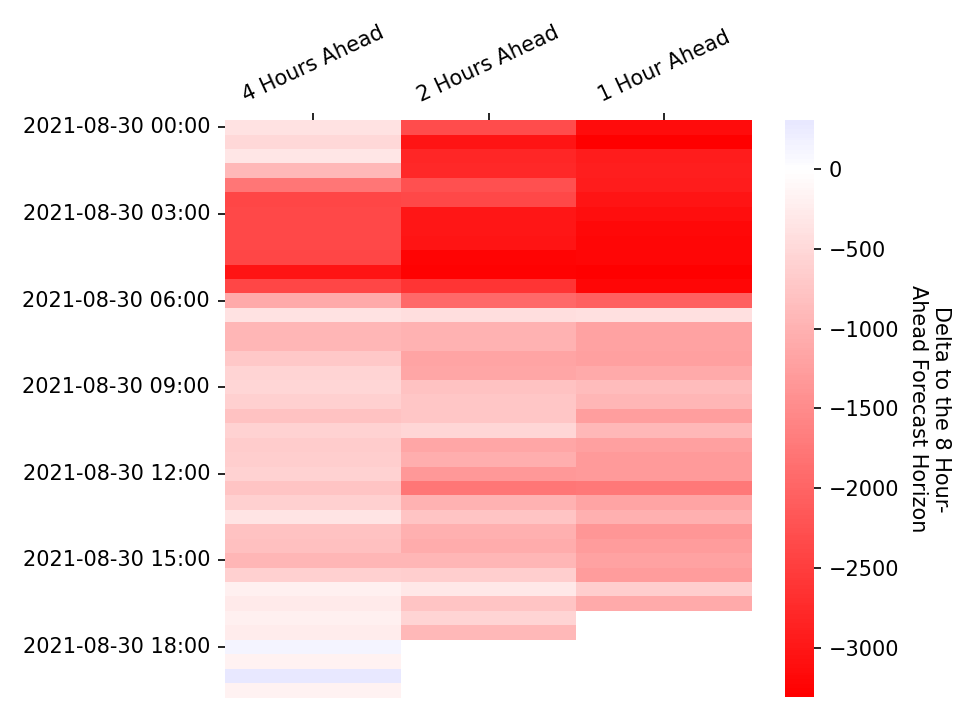 4 Hours Ahead
2 Hours Ahead
1 Hour Ahead
2021-08-30 00:00
2021-08-30 03:00
2021-08-30 06:00
2021-08-30 09:00
2021-08-30 12:00
2021-08-30 15:00
2021-08-30 18:00
0
−500
−1000
−1500
−2000
−2500
−3000
Delta to the 8 Hour-
Ahead Forecast Horizon